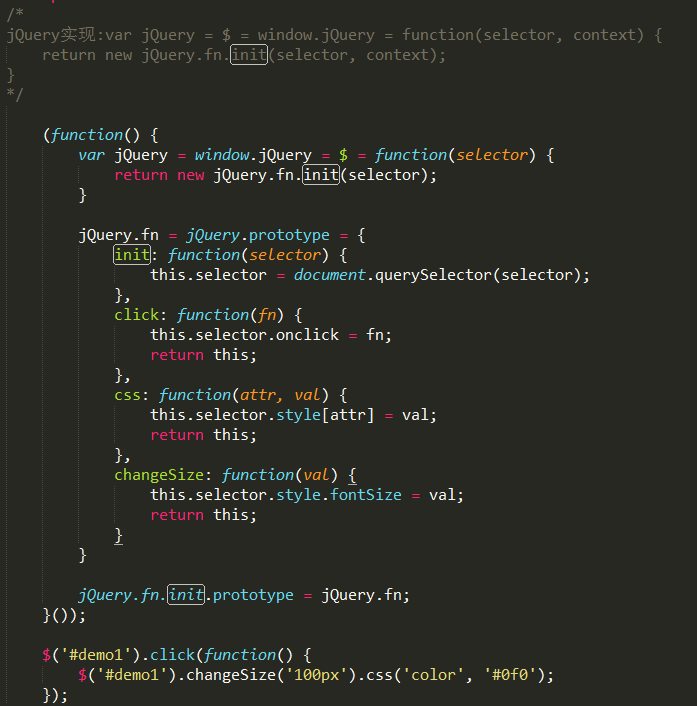 /*
jQuery实现:var jQuery = $ = window.jQuery = function(selector, context) {
    return new jQuery.fn.init(selector, context);
}
*/
    (function() {
        var jQuery = window.jQuery = $ = function(selector) {
            return new jQuery.fn.init(selector);
        }
        jQuery.fn = jQuery.prototype = {
            init: function(selector) {
                this.selector = document.querySelector(selector);
            },
            click: function(fn) {
                this.selector.onclick = fn;
                return this;
            },
            css: function(attr, val) {
                this.selector.style[attr] = val;
                return this;
            },
            changeSize: function(val) {
                this.selector.style.fontSize = val;
                return this;
            }
        }
        jQuery.fn.init.prototype = jQuery.fn;
    }());
    $('#demo1').click(function() {
        $('#demo1').changeSize('100px').css('color', '#0f0');
    });